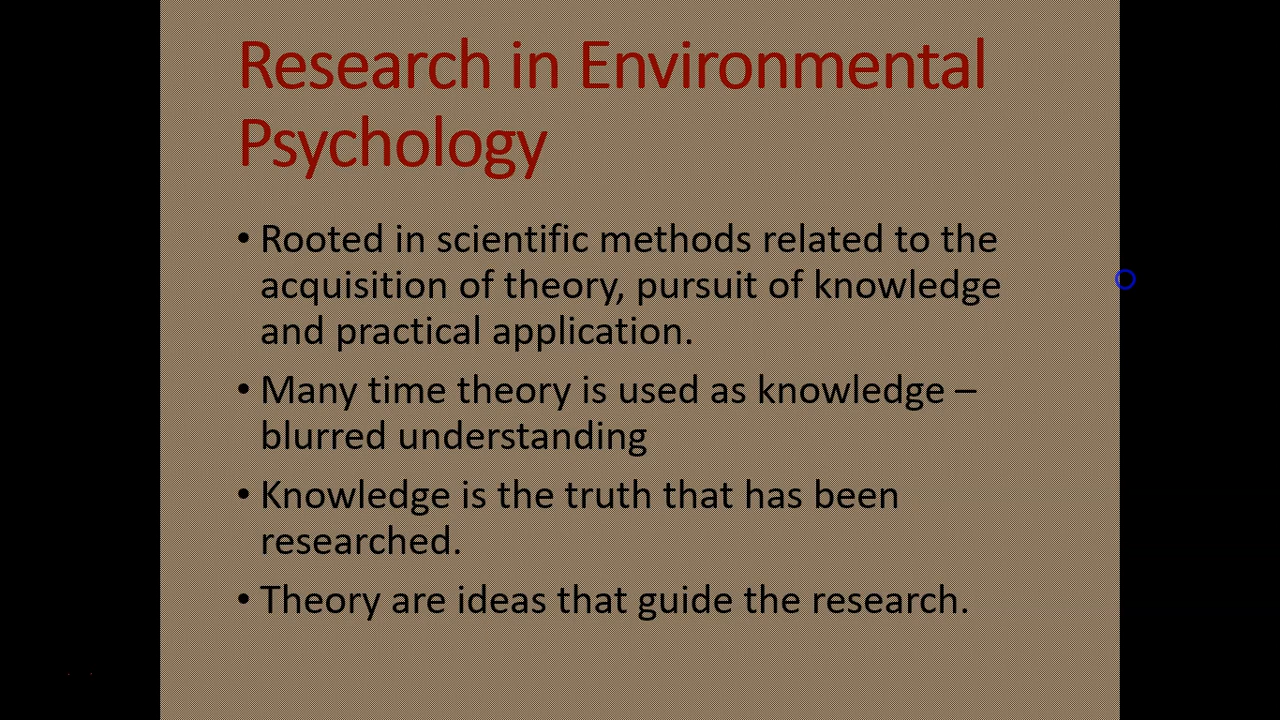 Research in Environmental
Psychology
• Rooted in scientific methods related to the
acquisition of theory, pursuit of knowledge
and practical application.
• Many time theory is used as knowledge –
blurred understanding
• Knowledge is the truth that has been
researched.
• Theory are ideas that guide the research.